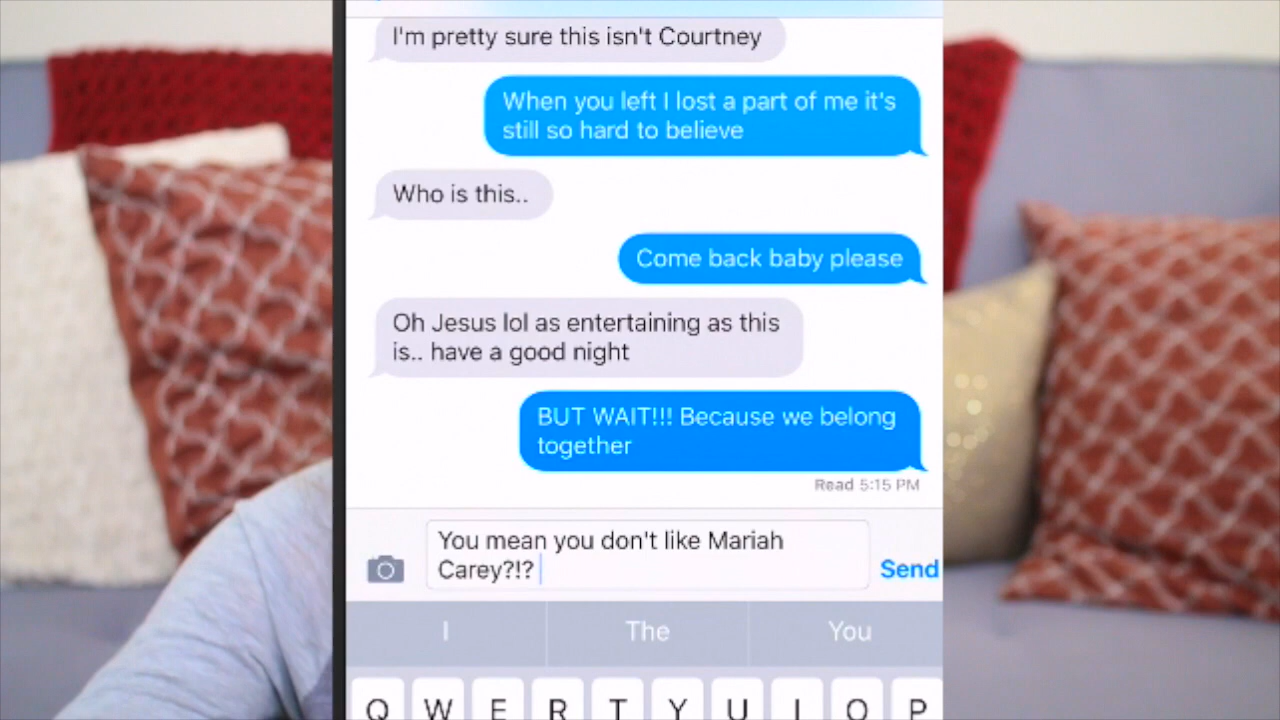 I'm pretty sure this isn't Courtney
When you left I lost a part of me it's
still so hard to believe
Who is this..
Come back baby please
Oh Jesus lol as entertaining as this
is.. have a good night
BUT WAIT!!! Because we belong
together
Read 5:15 PM
You mean you don't like Mariah
Carey?!?
Send
I The You
Q W E R T Y U I O P